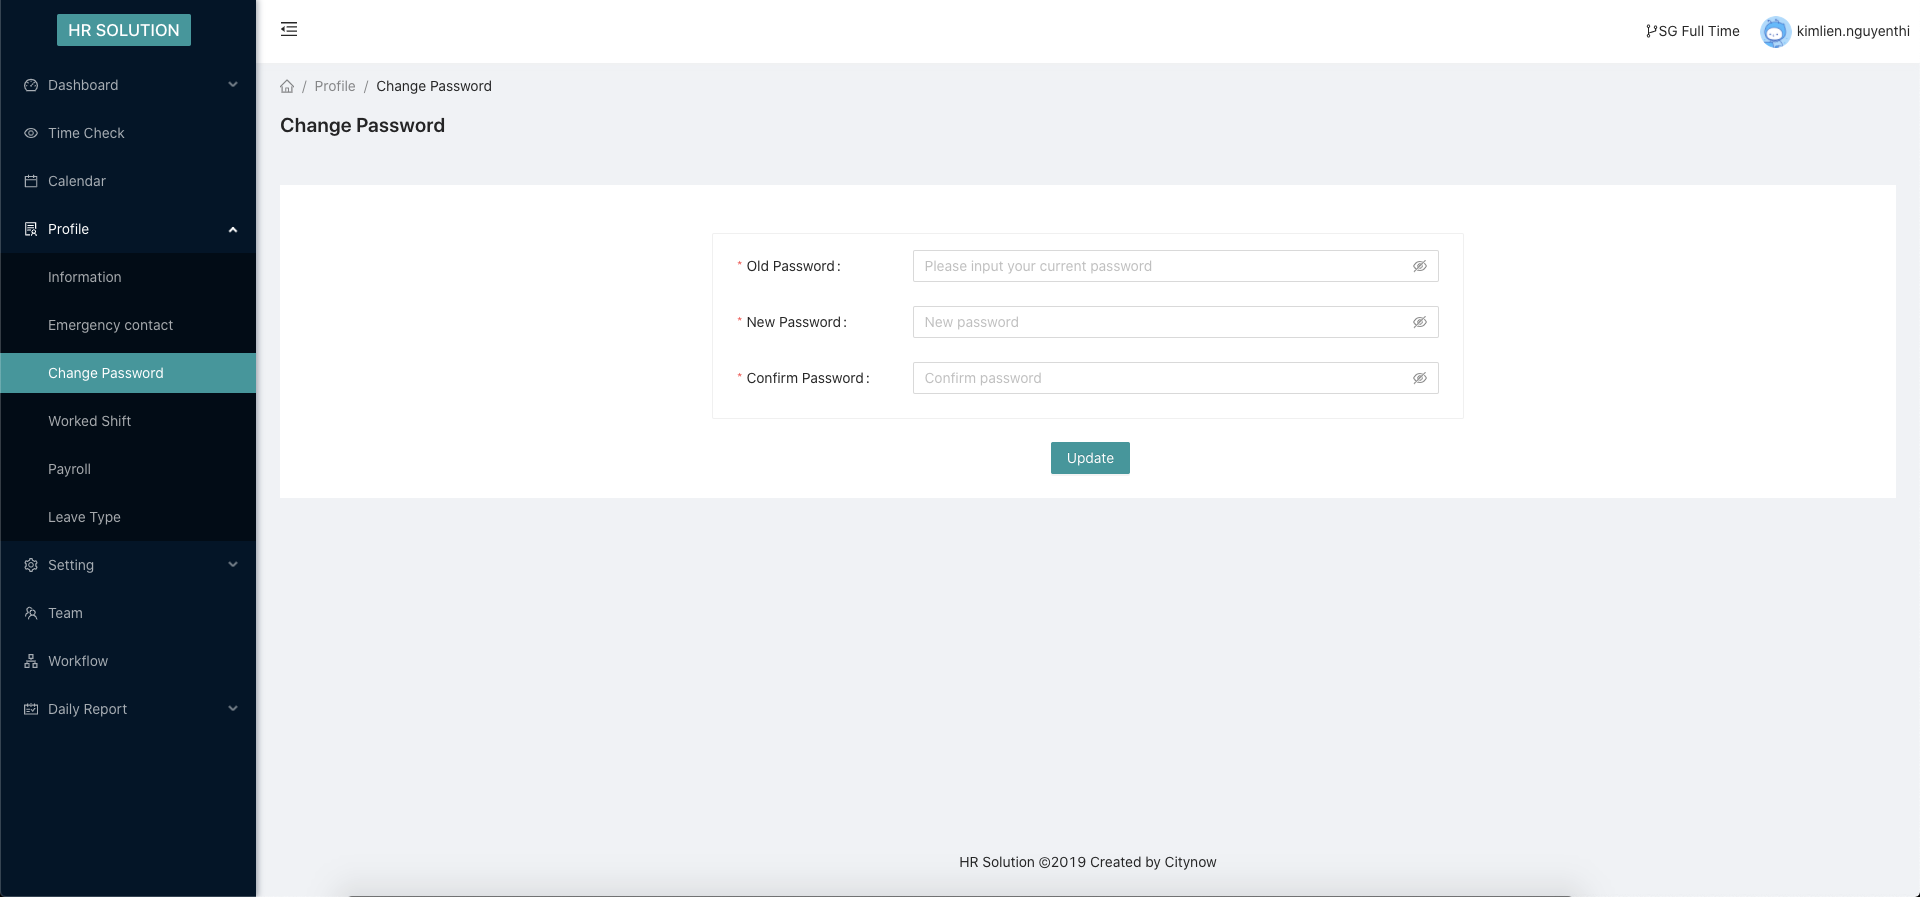 HR SOLUTION
Dashboard
Time Check
Calendar
Profile
Information
Emergency contact
Change Password
Worked Shift
Payroll
Leave Type
Setting
Team
Workflow
Daily Report
SG Full Time
kimlien.nguyenthi
/ Profile / Change Password
Change Password
* Old Password: Please input your current password
* New Password: New password
* Confirm Password: Confirm password
Update
HR Solution ©2019 Created by Citynow